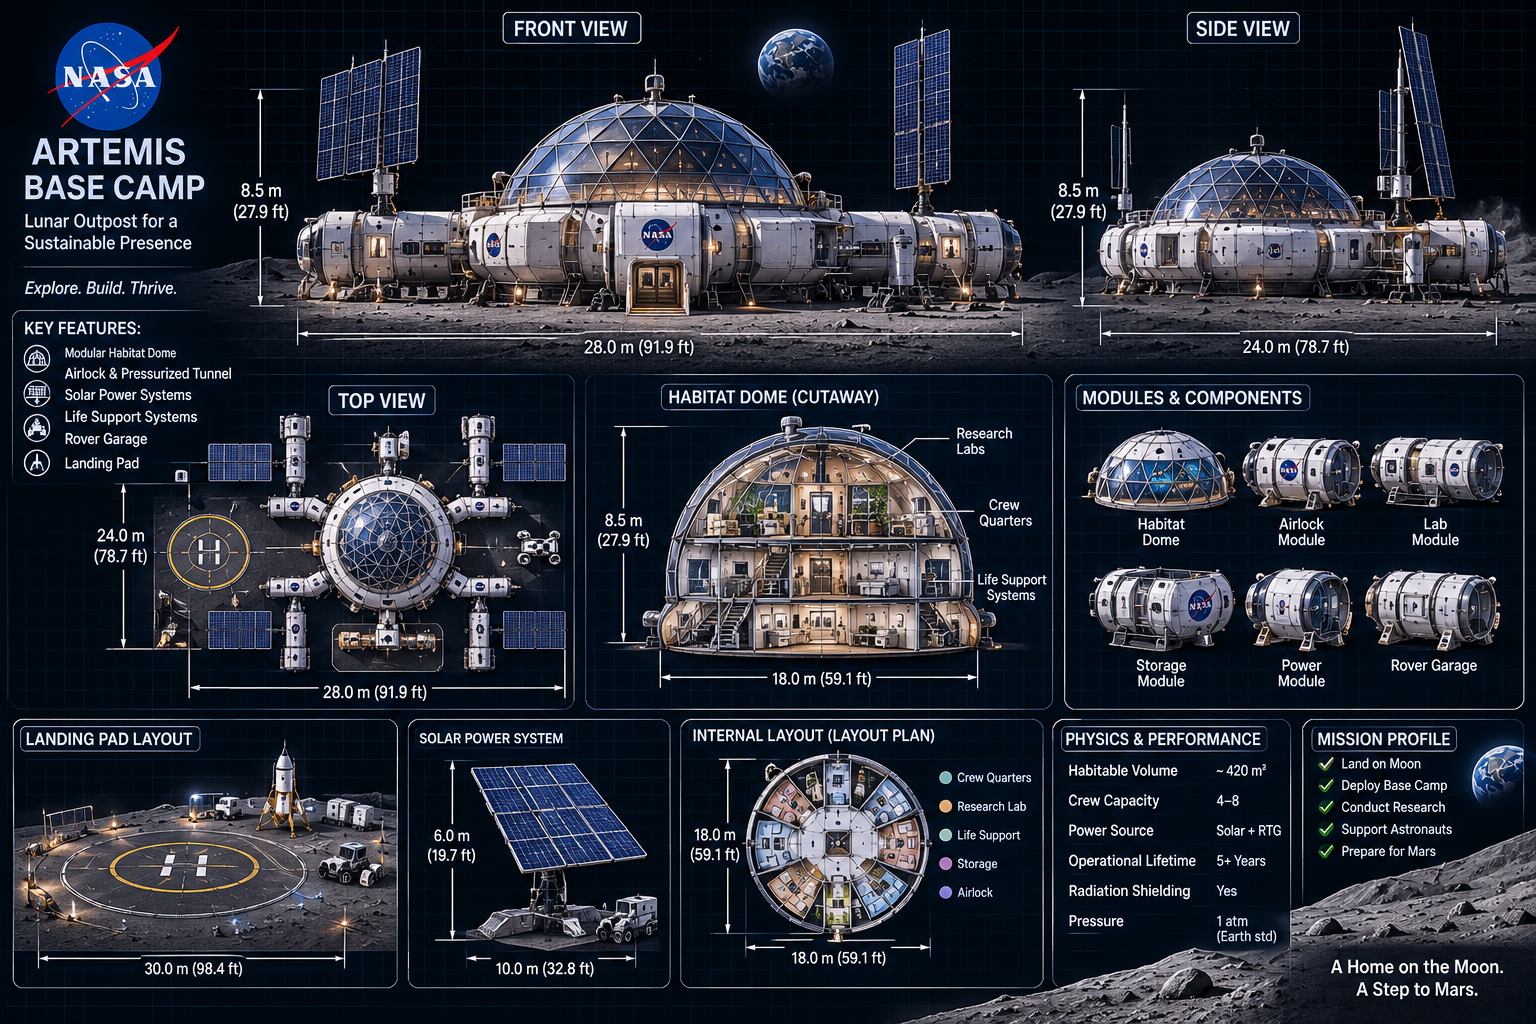 NASA
ARTEMIS
BASE CAMP
Lunar Outpost for a
Sustainable Presence
Explore. Build. Thrive.
KEY FEATURES:
Modular Habitat Dome
Airlock & Pressurized Tunnel
Solar Power Systems
Life Support Systems
Rover Garage
Landing Pad
FRONT VIEW
8.5 m
(27.9 ft)
NASA
28.0 m (91.9 ft)
SIDE VIEW
8.5 m
(27.9 ft)
24.0 m (78.7 ft)
TOP VIEW
24.0 m
(78.7 ft)
H
28.0 m (91.9 ft)
HABITAT DOME (CUTAWAY)
8.5 m
(27.9 ft)
Research
Labs
Crew
Quarters
Life Support
Systems
18.0 m (59.1 ft)
MODULES & COMPONENTS
Habitat
Dome
Airlock
Module
Lab
Module
NASA
Storage
Module
Power
Module
Rover Garage
LANDING PAD LAYOUT
H
30.0 m (98.4 ft)
SOLAR POWER SYSTEM
6.0 m
(19.7 ft)
10.0 m (32.8 ft)
INTERNAL LAYOUT (LAYOUT PLAN)
18.0 m
(59.1 ft)
Crew Quarters
Research Lab
Life Support
Storage
Airlock
18.0 m (59.1 ft)
PHYSICS & PERFORMANCE
Habitable Volume ~ 420 m³
Crew Capacity 4–8
Power Source Solar + RTG
Operational Lifetime 5+ Years
Radiation Shielding Yes
Pressure 1 atm
(Earth std)
MISSION PROFILE
Land on Moon
Deploy Base Camp
Conduct Research
Support Astronauts
Prepare for Mars
A Home on the Moon.
A Step to Mars.